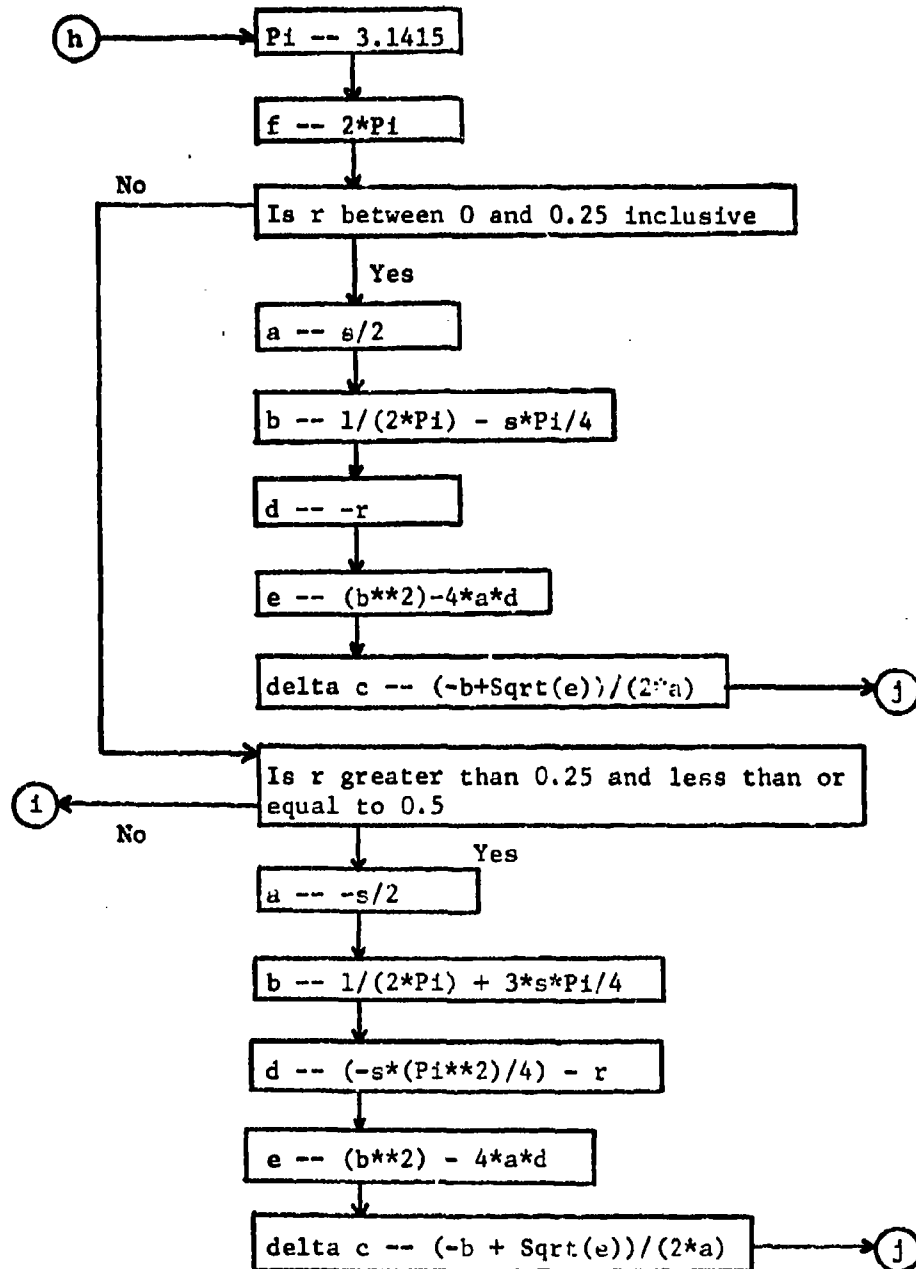 h
Pi -- 3.1415
f -- 2*Pi
No
Is r between 0 and 0.25 inclusive
Yes
a -- s/2
b -- 1/(2*Pi) - s*Pi/4
d -- -r
e -- (b**2)-4*a*d
delta c -- (-b+Sqrt(e))/(2*a)
j
Is r greater than 0.25 and less than or
equal to 0.5
i
No
Yes
a -- -s/2
b -- 1/(2*Pi) + 3*s*Pi/4
d -- (-s*(Pi**2)/4) - r
e -- (b**2) - 4*a*d
delta c -- (-b + Sqrt(e))/(2*a)
j